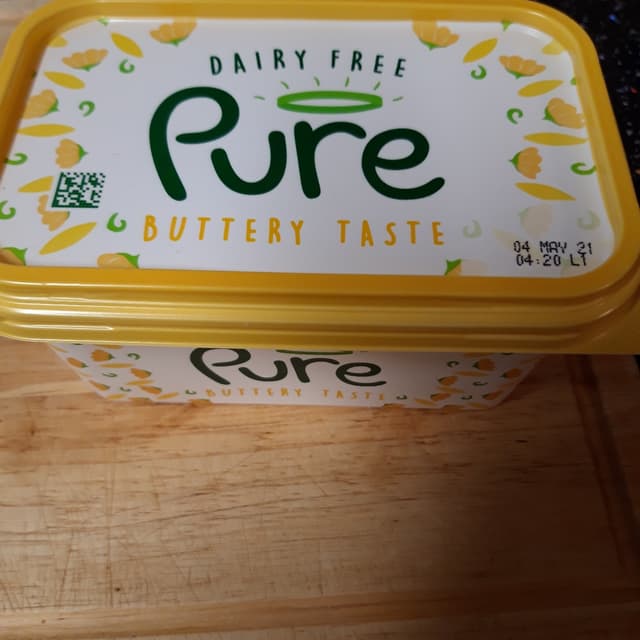 DAIRY FREE
Pure
BUTTERY TASTE
04 MAY 21
04:20 LT
Pure
BUTTERY TASTE